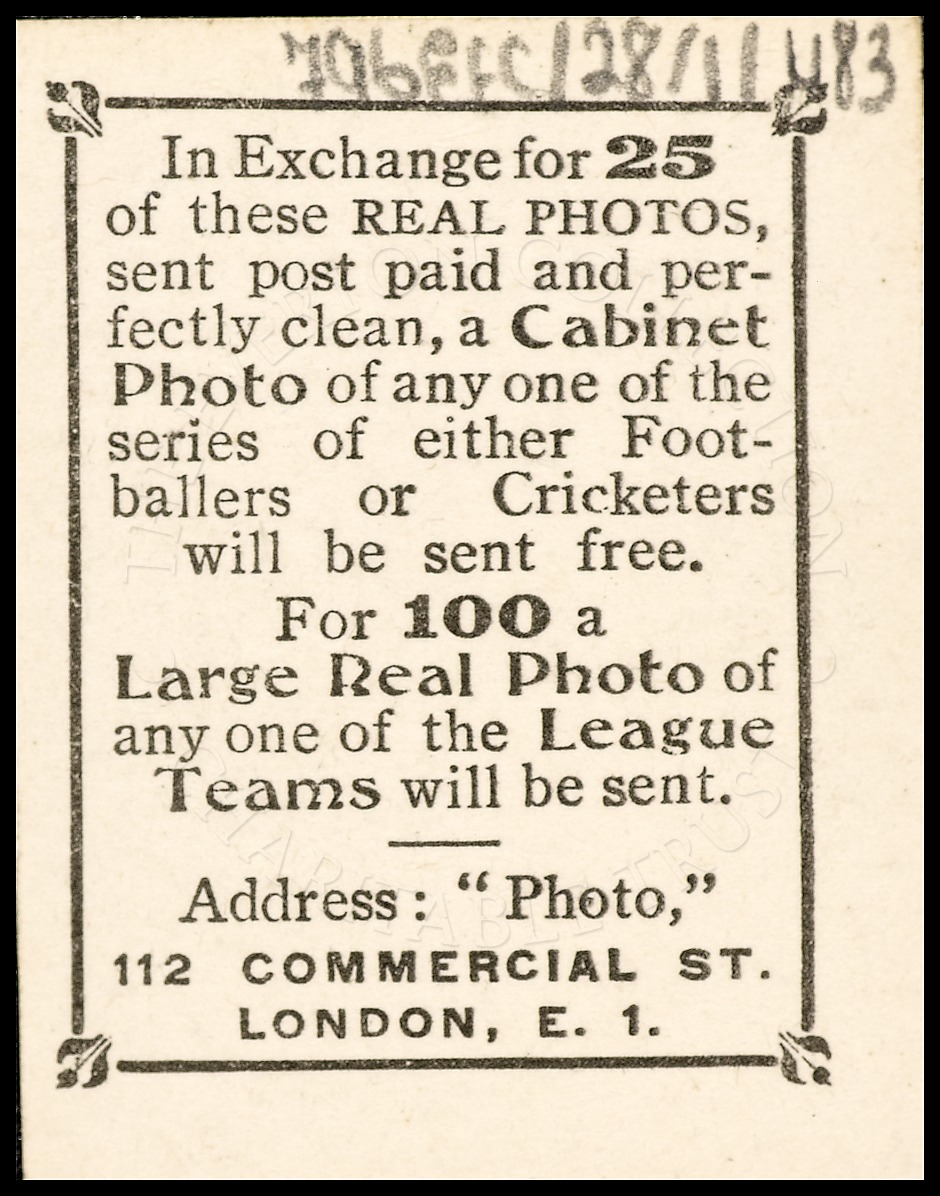 In Exchange for 25
of these REAL PHOTOS,
sent post paid and per-
fectly clean, a Cabinet
Photo of any one of the
series of either Foot-
ballers or Cricketers
will be sent free.
For 100 a
Large Real Photo of
any one of the League
Teams will be sent.
Address: “Photo,”
112 COMMERCIAL ST.
LONDON, E. 1.